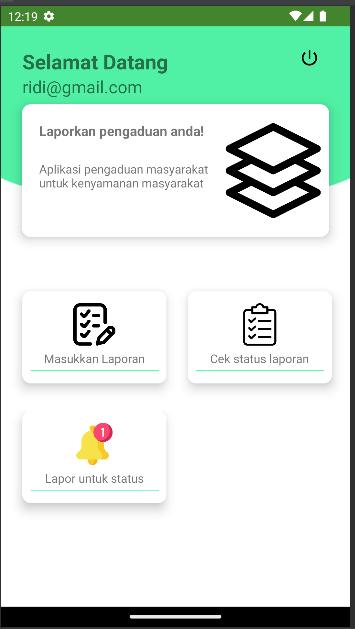 12:19
Selamat Datang
ridi@gmail.com
Laporkan pengaduan anda!
Aplikasi pengaduan masyarakat
untuk kenyamanan masyarakat
Masukkan Laporan
Cek status laporan
1
Lapor untuk status